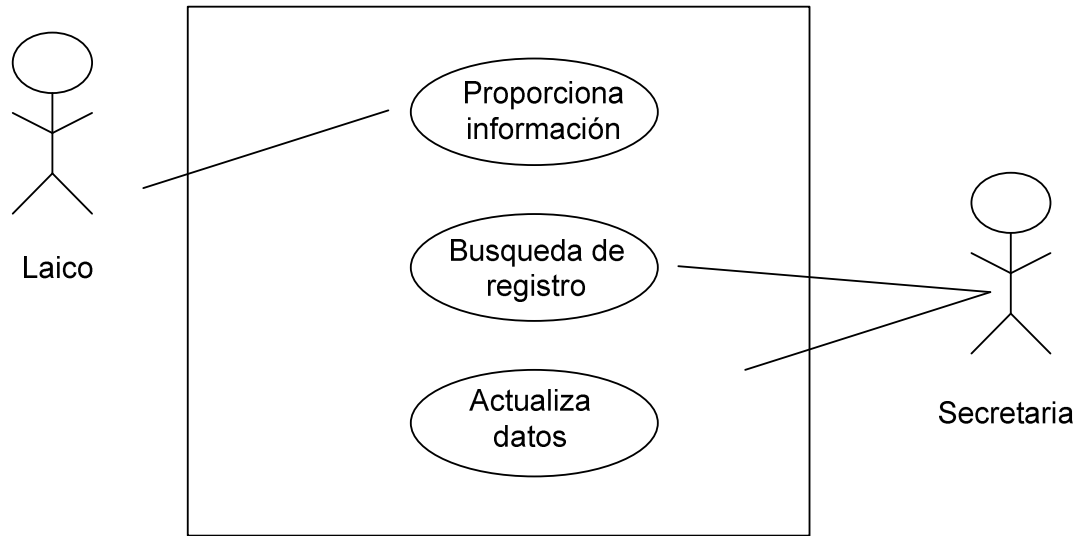 Proporciona
información
Laico
Busqueda de
registro
Actualiza
datos
Secretaria